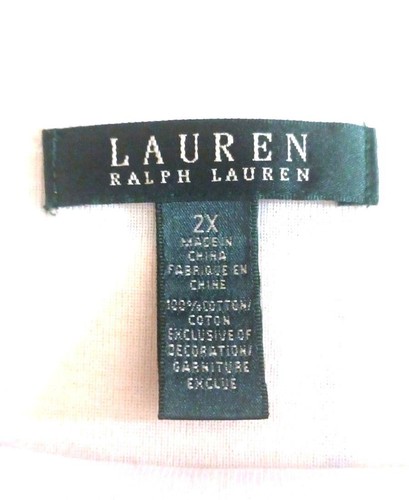 LAUREN
RALPH LAUREN
2X
MADE IN
CHINA
FABRIQUE EN
CHINE
100% COTTON/
COTON
EXCLUSIVE OF
DECORATION/
GARNITURE
EXCLUE